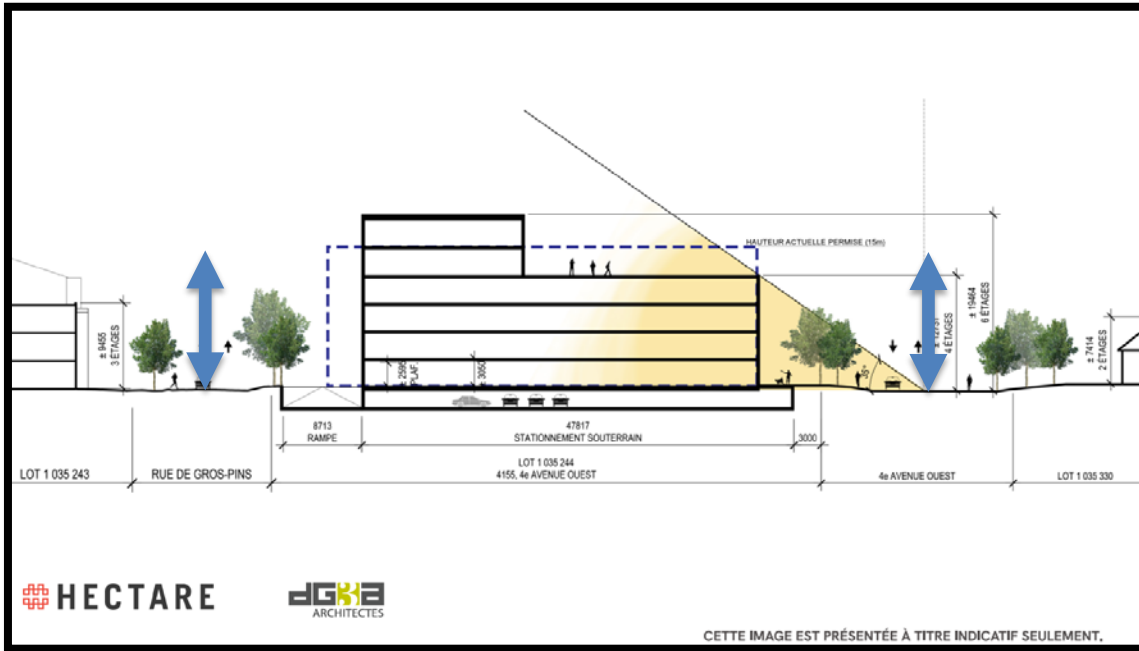 HAUTEUR ACTUELLE PERMISE (15m)
± 9455
3 ÉTAGES
± 2595
PLAF.
± 3050
35°
4 ÉTAGES
± 19464
6 ÉTAGES
± 7414
2 ÉTAGES
8713
RAMPE
47817
STATIONNEMENT SOUTERRAIN
3000
LOT 1 035 243
RUE DE GROS-PINS
LOT 1 035 244
4155, 4e AVENUE OUEST
4e AVENUE OUEST
LOT 1 035 330
HECTARE
dG3a
ARCHITECTES
CETTE IMAGE EST PRÉSENTÉE À TITRE INDICATIF SEULEMENT.